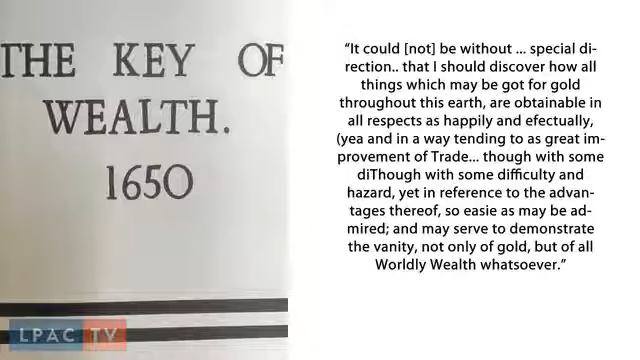 THE KEY OF
WEALTH.
1650
“It could [not] be without ... special di-
rection.. that I should discover how all
things which may be got for gold
throughout this earth, are obtainable in
all respects as happily and efectually,
(yea and in a way tending to as great im-
provement of Trade... though with some
diThough with some difficulty and
hazard, yet in reference to the advan-
tages thereof, so easie as may be ad-
mired; and may serve to demonstrate
the vanity, not only of gold, but of all
Worldly Wealth whatsoever.”
LPAC TV